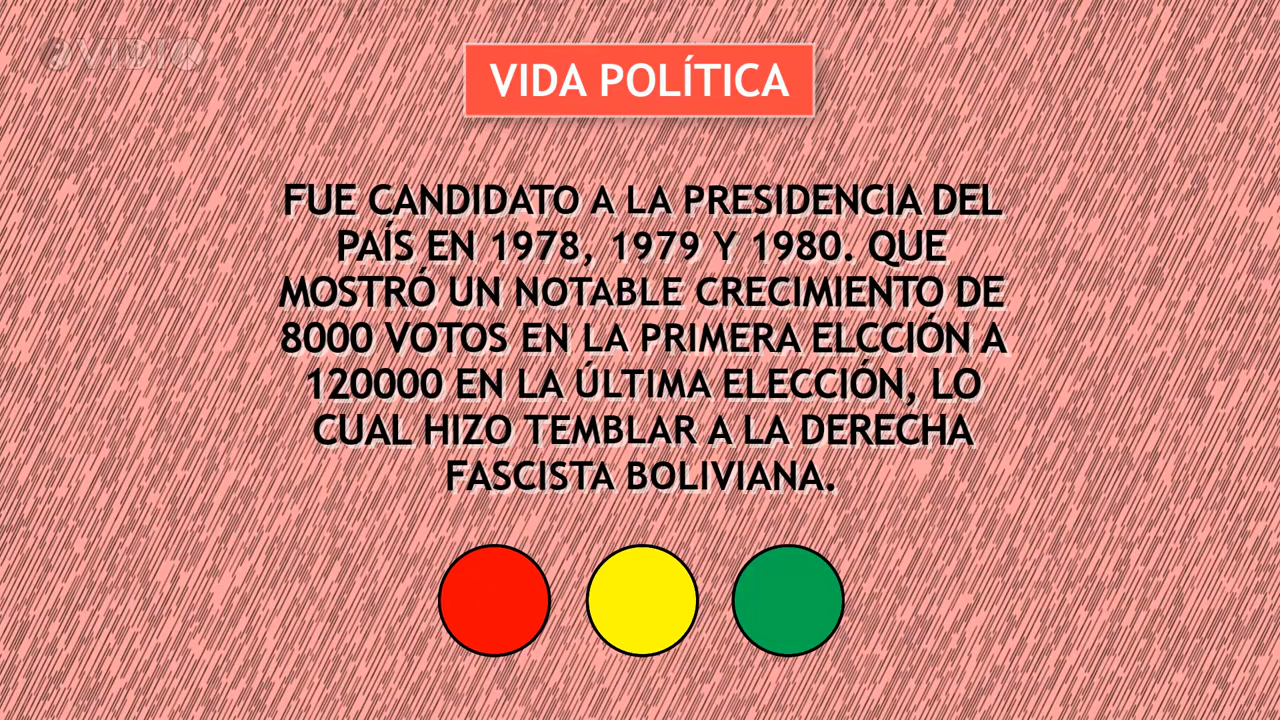 VIDIO
VIDA POLÍTICA
FUE CANDIDATO A LA PRESIDENCIA DEL
PAÍS EN 1978, 1979 Y 1980. QUE
MOSTRÓ UN NOTABLE CRECIMIENTO DE
8000 VOTOS EN LA PRIMERA ELCCIÓN A
120000 EN LA ÚLTIMA ELECCIÓN, LO
CUAL HIZO TEMBLAR A LA DERECHA
FASCISTA BOLIVIANA.